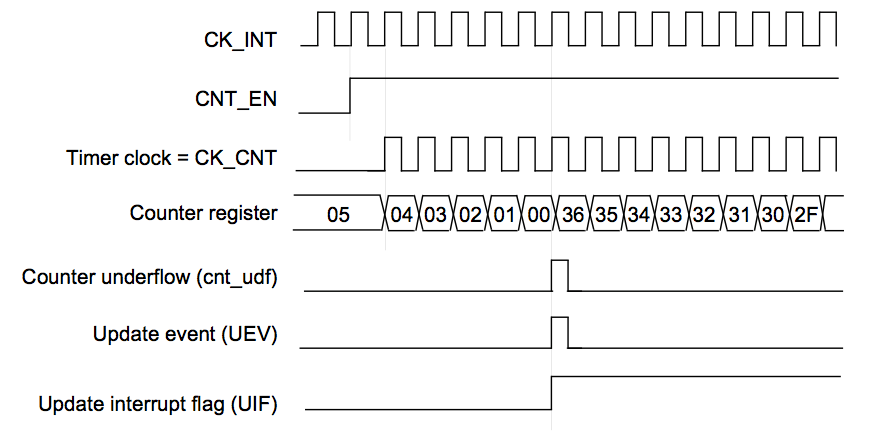 CK_INT
CNT_EN
Timer clock = CK_CNT
Counter register 05 04 03 02 01 00 36 35 34 33 32 31 30 2F
Counter underflow (cnt_udf)
Update event (UEV)
Update interrupt flag (UIF)